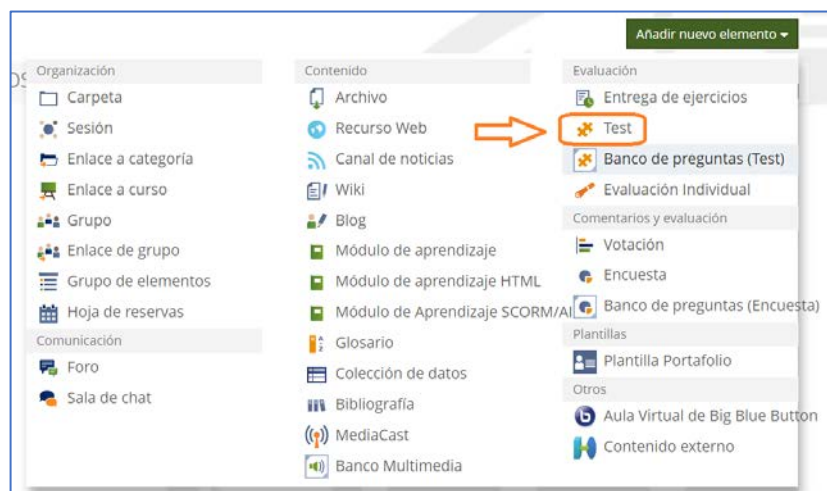 Añadir nuevo elemento
Organización
Carpeta
Sesión
Enlace a categoría
Enlace a curso
Grupo
Enlace de grupo
Grupo de elementos
Hoja de reservas
Comunicación
Foro
Sala de chat
Contenido
Archivo
Recurso Web
Canal de noticias
Wiki
Blog
Módulo de aprendizaje
Módulo de aprendizaje HTML
Módulo de Aprendizaje SCORM/AI
Glosario
Colección de datos
Bibliografía
MediaCast
Banco Multimedia
Evaluación
Entrega de ejercicios
Test
Banco de preguntas (Test)
Evaluación Individual
Comentarios y evaluación
Votación
Encuesta
Banco de preguntas (Encuesta)
Plantillas
Plantilla Portafolio
Otros
Aula Virtual de Big Blue Button
Contenido externo